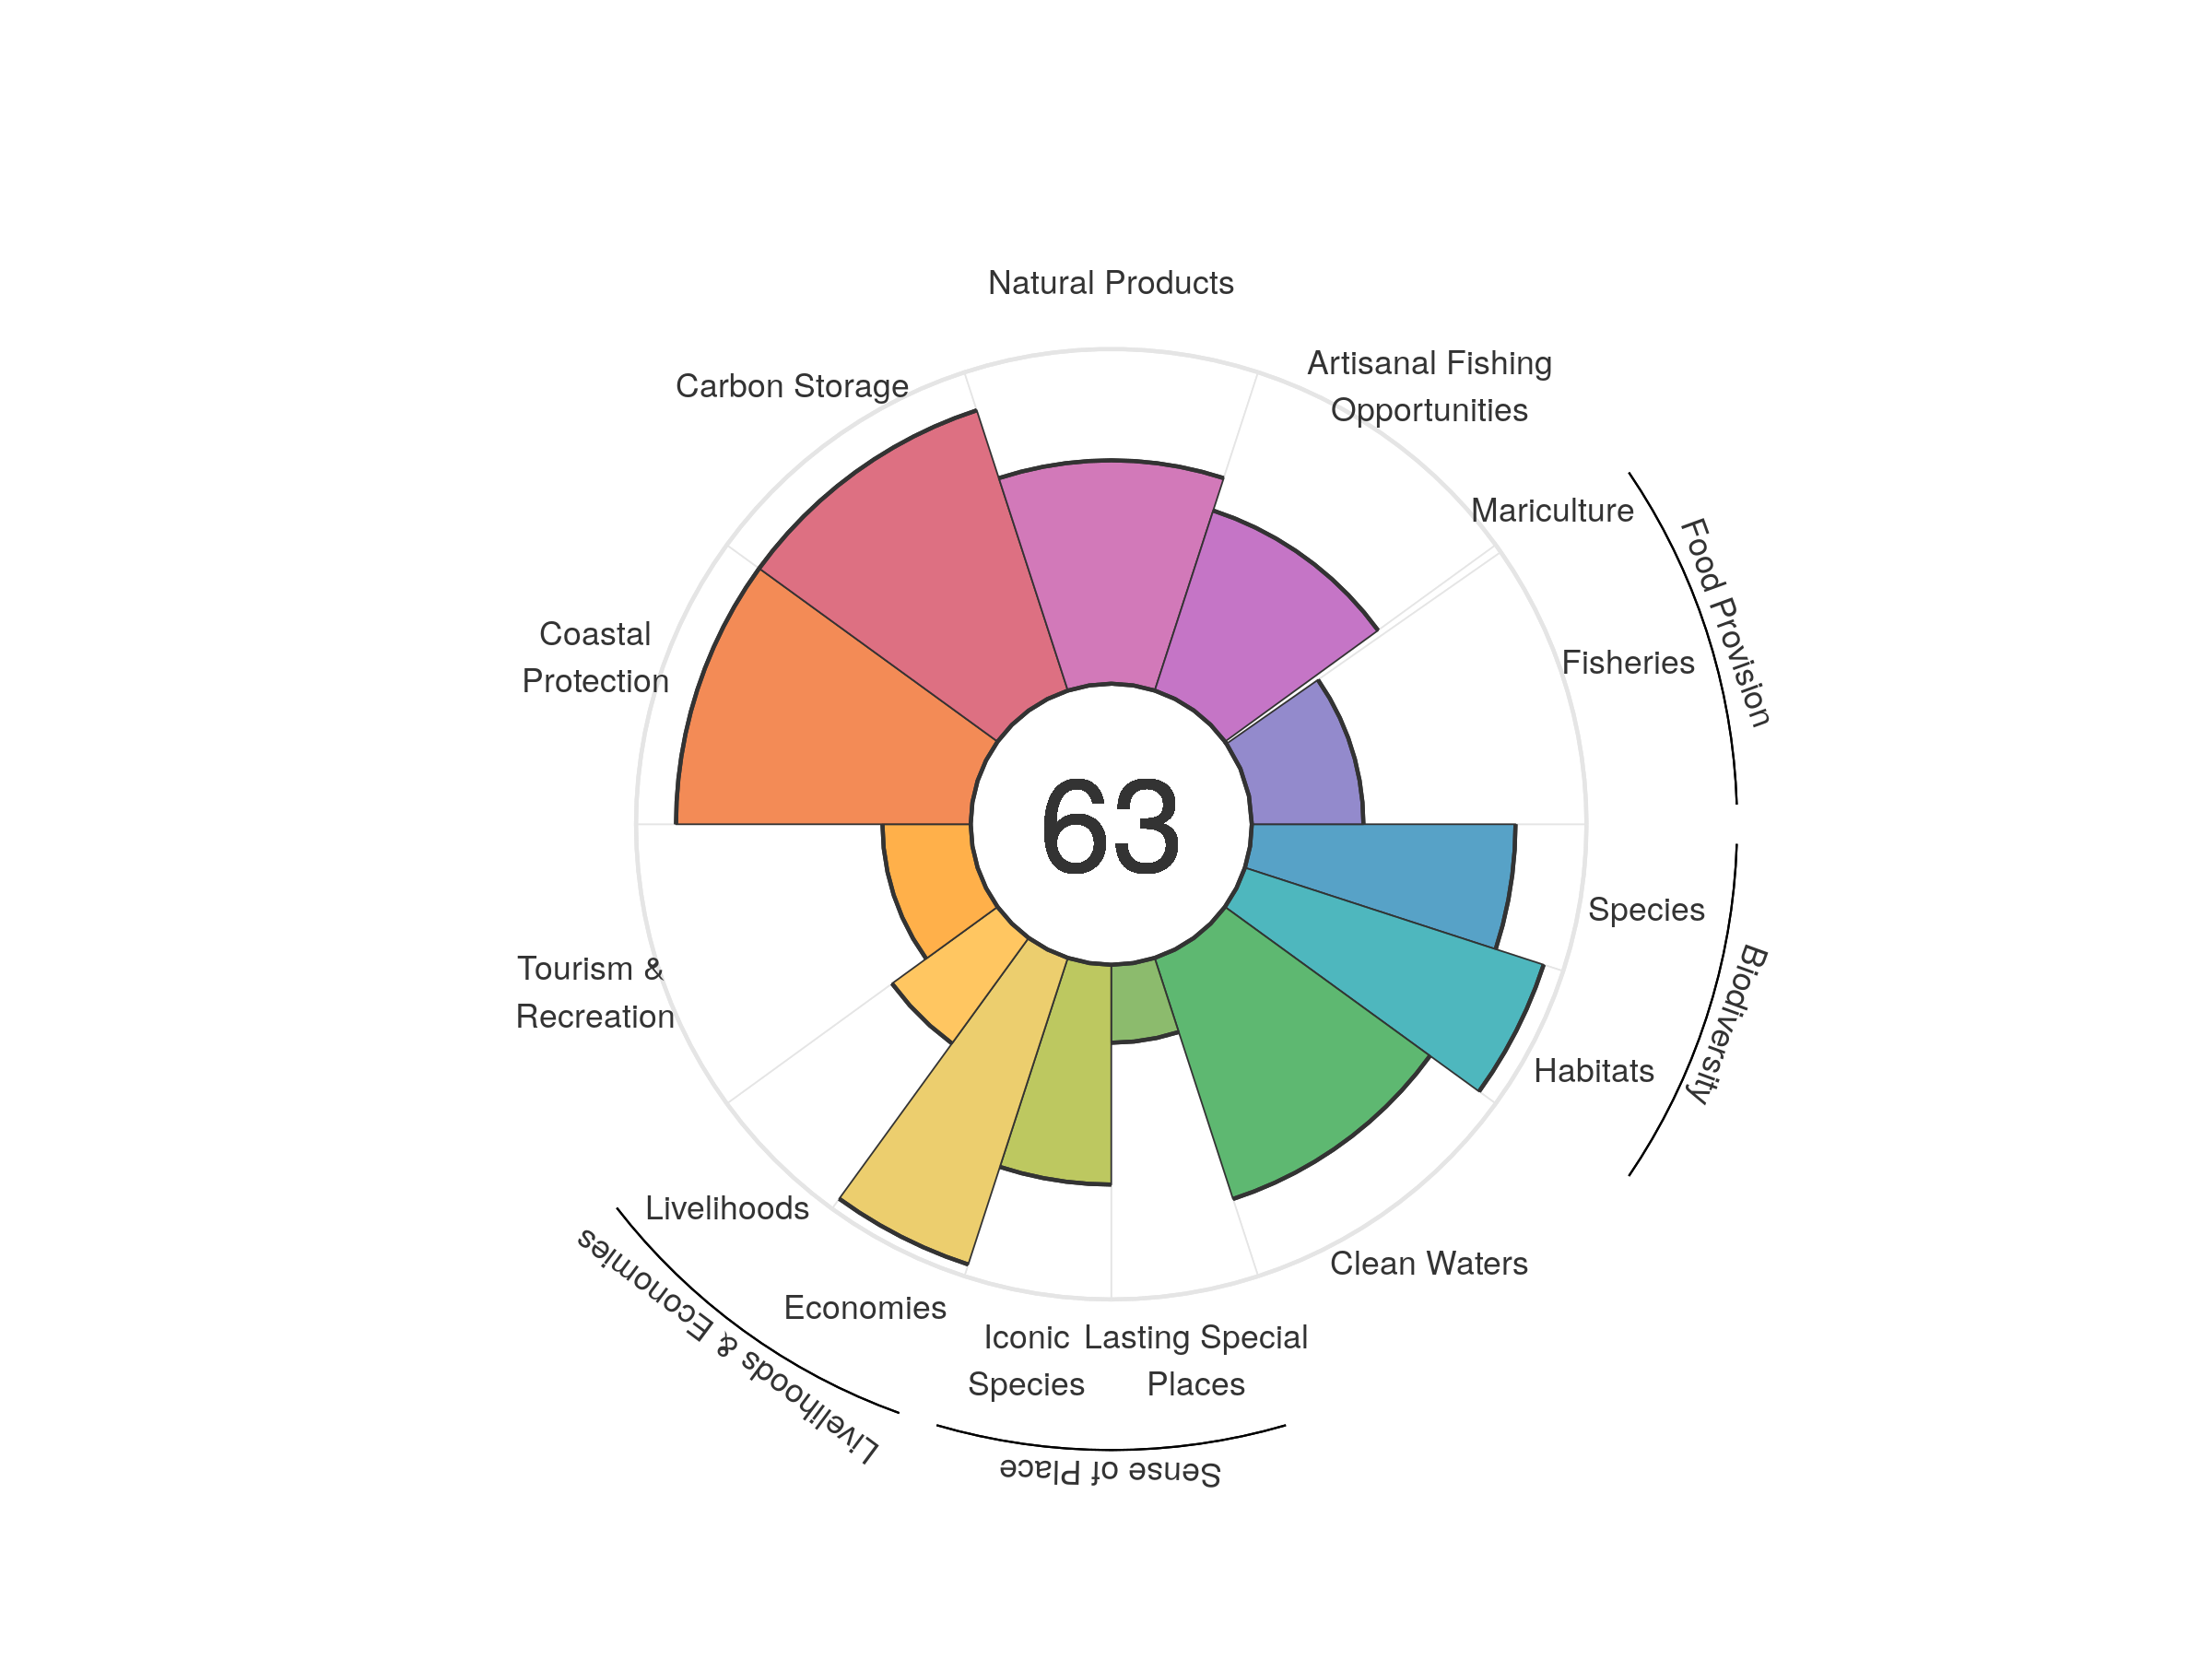 Natural Products
Artisanal Fishing
Opportunities
Carbon Storage
Mariculture
Food Provision
Fisheries
Coastal
Protection
63
Species
Biodiversity
Habitats
Tourism &
Recreation
Livelihoods
Clean Waters
Economies
Livelihoods & Economies
Iconic
Species
Lasting Special
Places
Sense of Place